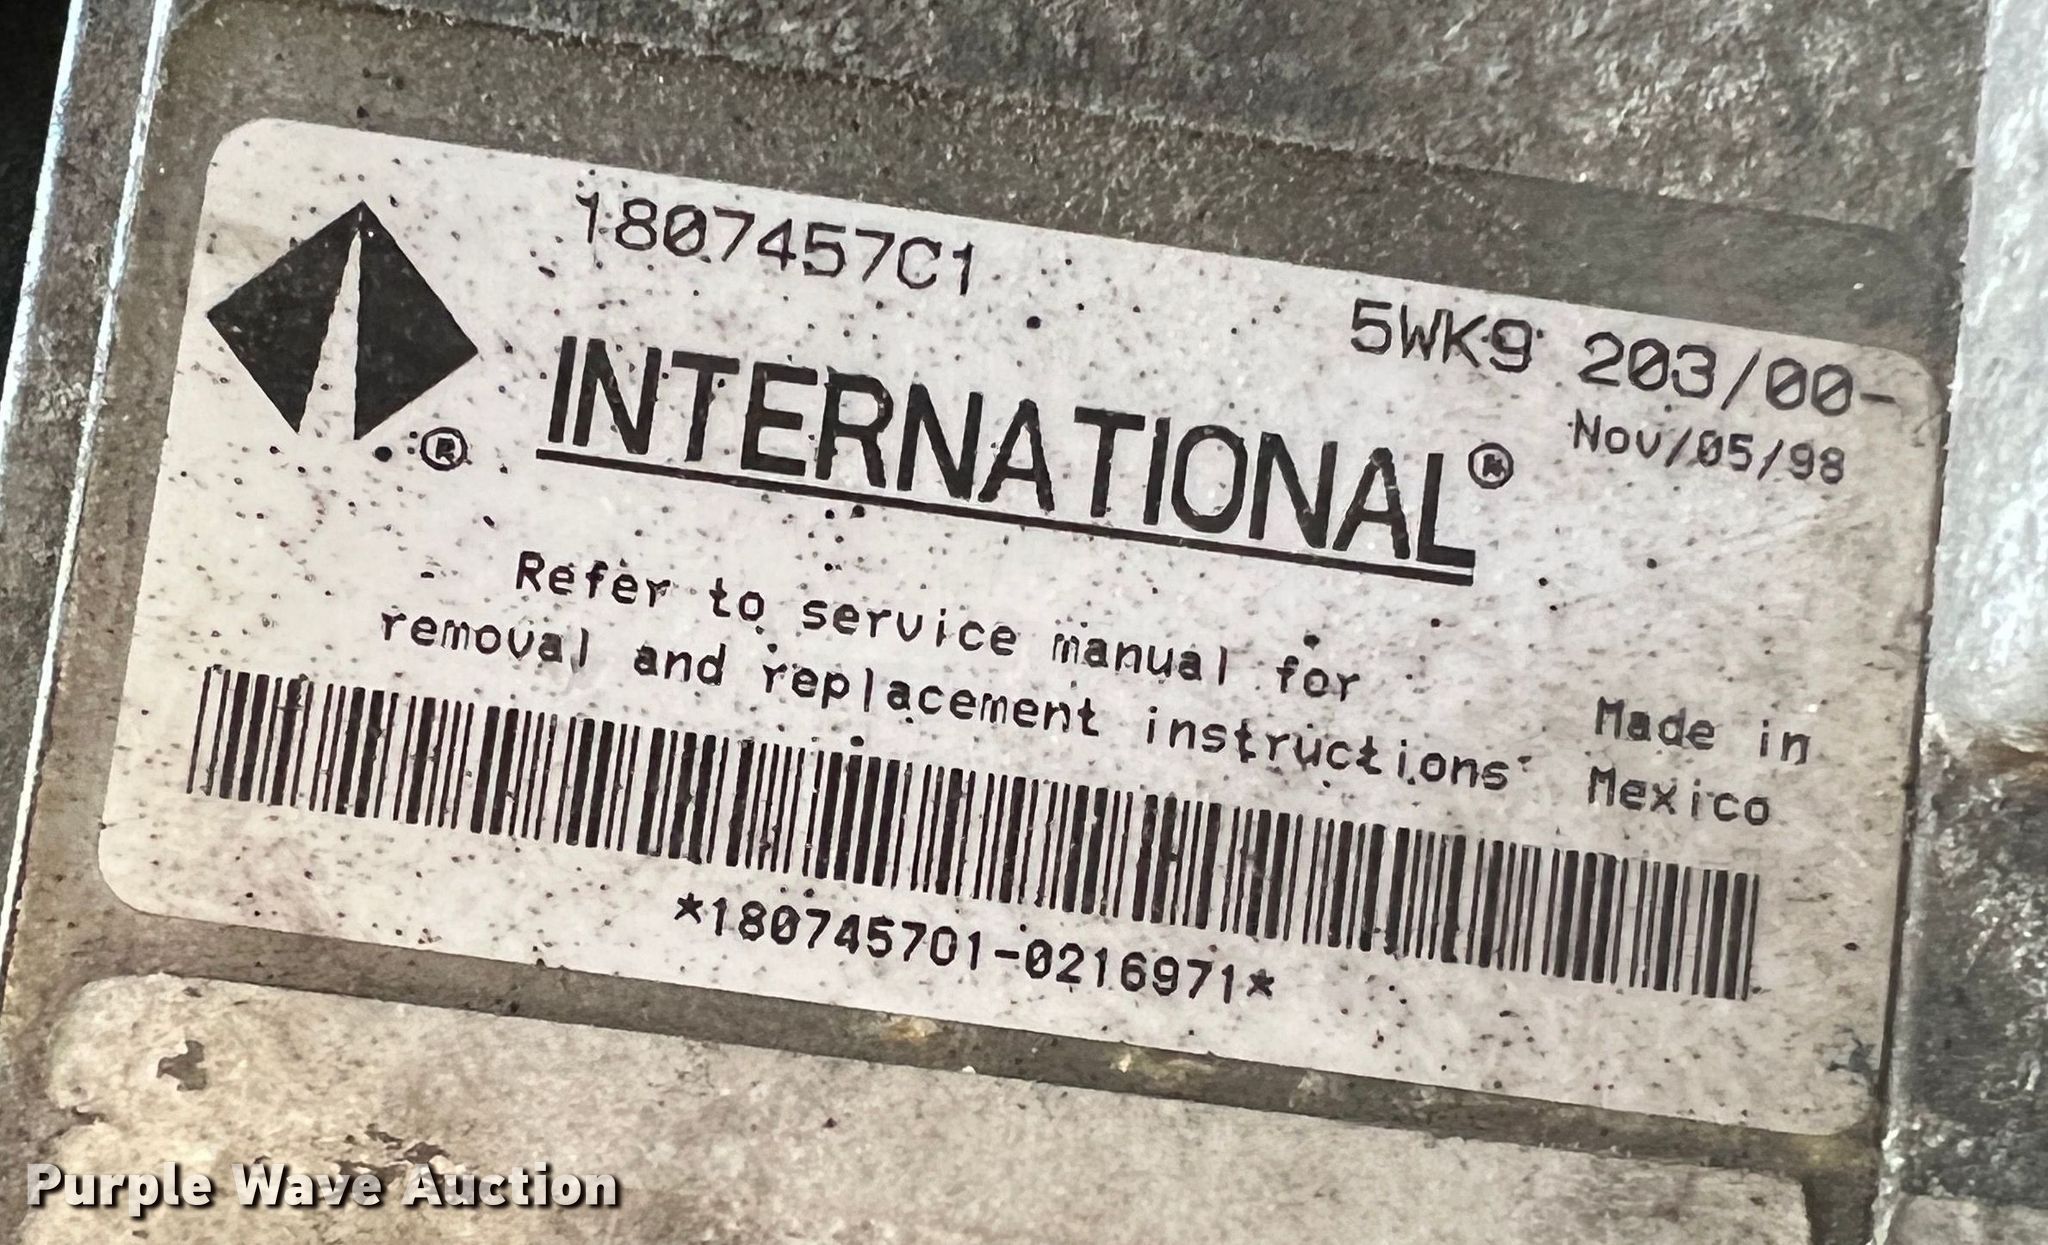 1807457C1
5WK9 203/00-
Nov/05/98
® INTERNATIONAL®
Refer to service manual for
removal and replacement instructions
Made in
Mexico
*1807457C1-0216971*
Purple Wave Auction